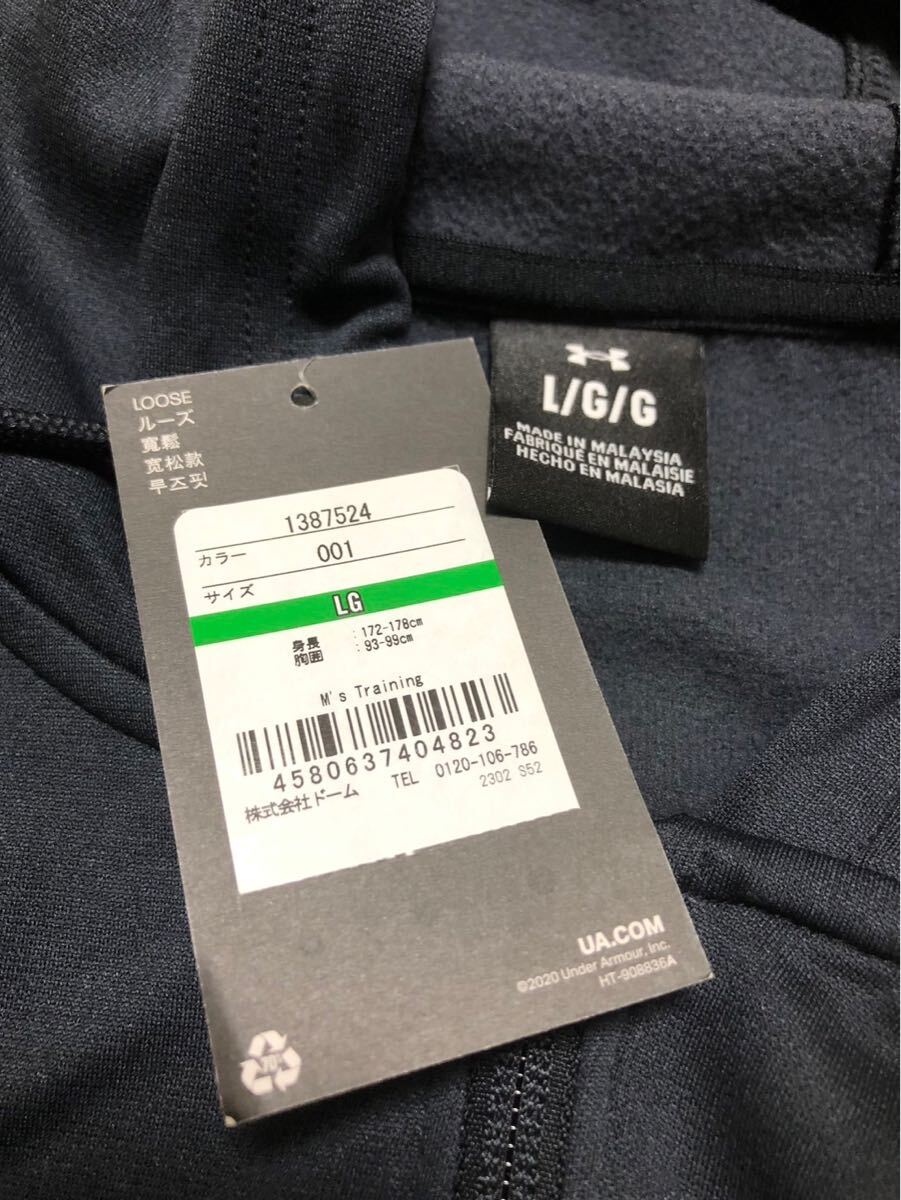 LOOSE
ルーズ
寬鬆
宽松款
루즈핏
1387524
カラー 001
サイズ
LG
身長 :172-178cm
胸囲 :93-99cm
M's Training
4580637404823
株式会社ドーム TEL 0120-106-786
2302 S52
UA.COM
©2020 Under Armour, Inc.
HT-908836A
70%
L/G/G
MADE IN MALAYSIA
FABRIQUÉ EN MALAISIE
HECHO EN MALASIA